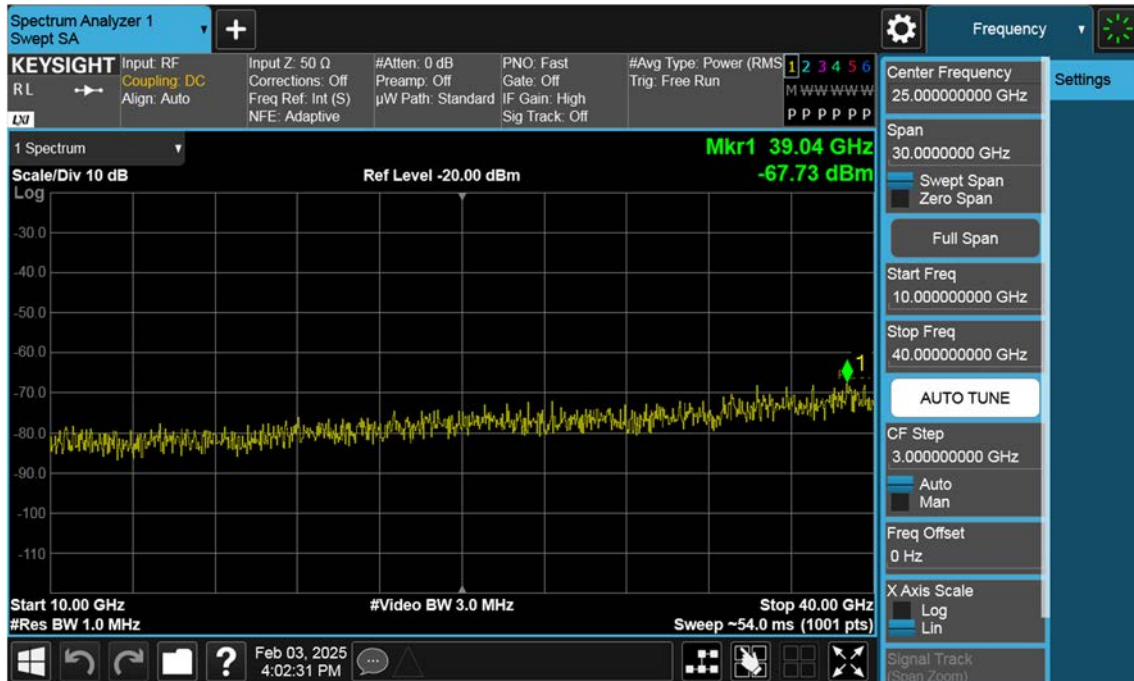 Spectrum Analyzer 1
Swept SA
Frequency
KEYSIGHT
RL
LXI
Input: RF
Coupling: DC
Align: Auto
Input Z: 50 Ω
Corrections: Off
Freq Ref: Int (S)
NFE: Adaptive
#Atten: 0 dB
Preamp: Off
µW Path: Standard
PNO: Fast
Gate: Off
IF Gain: High
Sig Track: Off
#Avg Type: Power (RMS
Trig: Free Run
1 2 3 4 5 6
M W W W W W
P P P P P P
Center Frequency
25.000000000 GHz
Settings
1 Spectrum
Mkr1 39.04 GHz
-67.73 dBm
Scale/Div 10 dB
Ref Level -20.00 dBm
Log
-30.0
-40.0
-50.0
-60.0
-70.0
-80.0
-90.0
-100
-110
1
Start 10.00 GHz
#Video BW 3.0 MHz
Stop 40.00 GHz
#Res BW 1.0 MHz
Sweep ~54.0 ms (1001 pts)
Span
30.0000000 GHz
Swept Span
Zero Span
Full Span
Start Freq
10.000000000 GHz
Stop Freq
40.000000000 GHz
AUTO TUNE
CF Step
3.000000000 GHz
Auto
Man
Freq Offset
0 Hz
X Axis Scale
Log
Lin
Signal Track
(Span Zoom)
?
Feb 03, 2025
4:02:31 PM